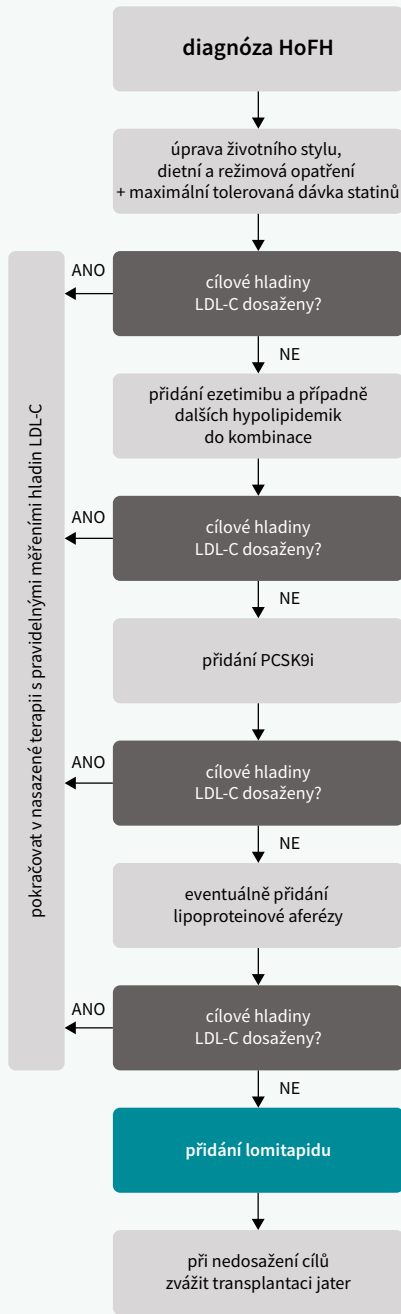 diagnóza HoFH
úprava životního stylu,
dietní a režimová opatření
+ maximální tolerovaná dávka statinů
ANO
cílové hladiny
LDL-C dosaženy?
NE
přidání ezetimibu a případně
dalších hypolipidemik
do kombinace
ANO
cílové hladiny
LDL-C dosaženy?
NE
přidání PCSK9i
ANO
cílové hladiny
LDL-C dosaženy?
NE
eventuálně přidání
lipoproteinové aferézy
ANO
cílové hladiny
LDL-C dosaženy?
NE
přidání lomitapidu
při nedosažení cílů
zvážit transplantaci jater
pokračovat v nasazené terapii s pravidelnými měřeními hladin LDL-C